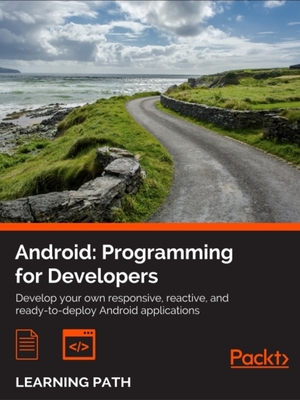 Android: Programming
for Developers
Develop your own responsive, reactive, and
ready-to-deploy Android applications
</>
Packt>
LEARNING PATH